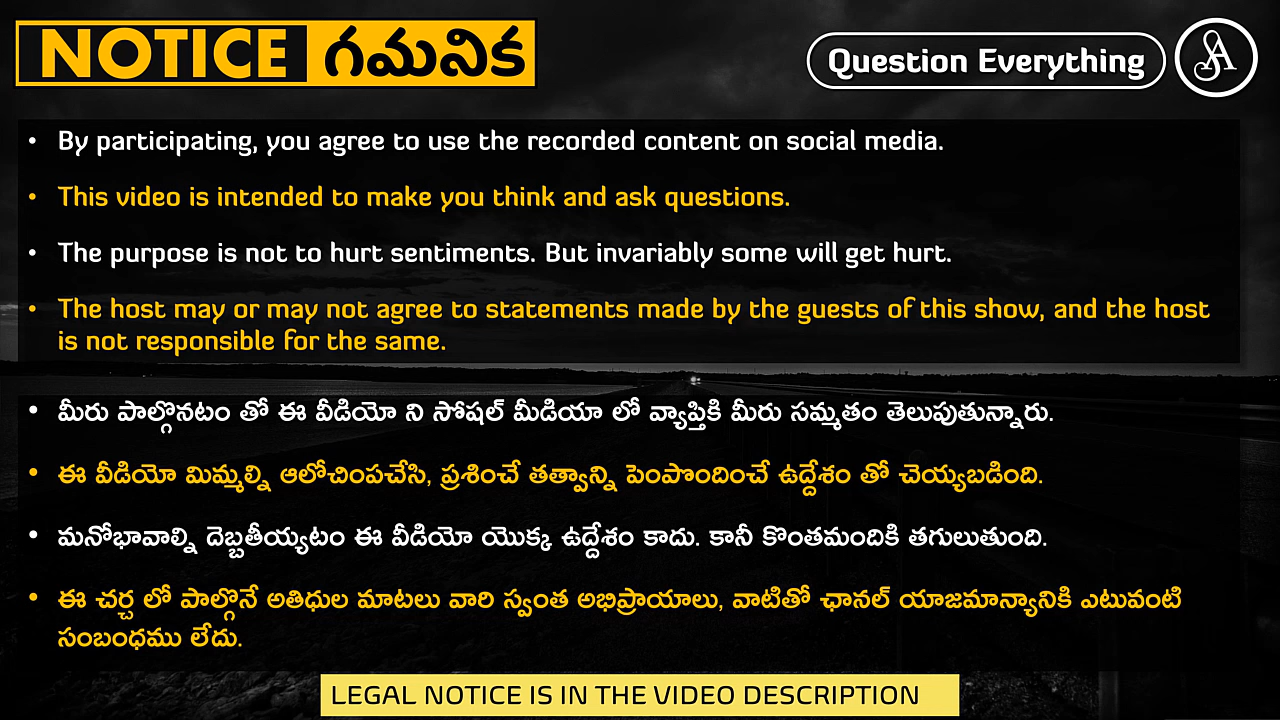 NOTICE గమనిక
Question Everything
• By participating, you agree to use the recorded content on social media.
• This video is intended to make you think and ask questions.
• The purpose is not to hurt sentiments. But invariably some will get hurt.
• The host may or may not agree to statements made by the guests of this show, and the host
is not responsible for the same.
• మీరు పాల్గొనటం తో ఈ వీడియో ని సోషల్ మీడియా లో వ్యాప్తికి మీరు సమ్మతం తెలుపుతున్నారు.
• ఈ వీడియో మిమ్మల్ని ఆలోచింపచేసి, ప్రశించే తత్వాన్ని పెంపొందించే ఉద్దేశం తో చెయ్యబడింది.
• మనోభావాల్ని దెబ్బతీయ్యటం ఈ వీడియో యొక్క ఉద్దేశం కాదు. కానీ కొంతమందికి తగులుతుంది.
• ఈ చర్చ లో పాల్గొనే అతిధుల మాటలు వారి స్వంత అభిప్రాయాలు, వాటితో ఛానల్ యాజమాన్యానికి ఎటువంటి
సంబంధము లేదు.
LEGAL NOTICE IS IN THE VIDEO DESCRIPTION